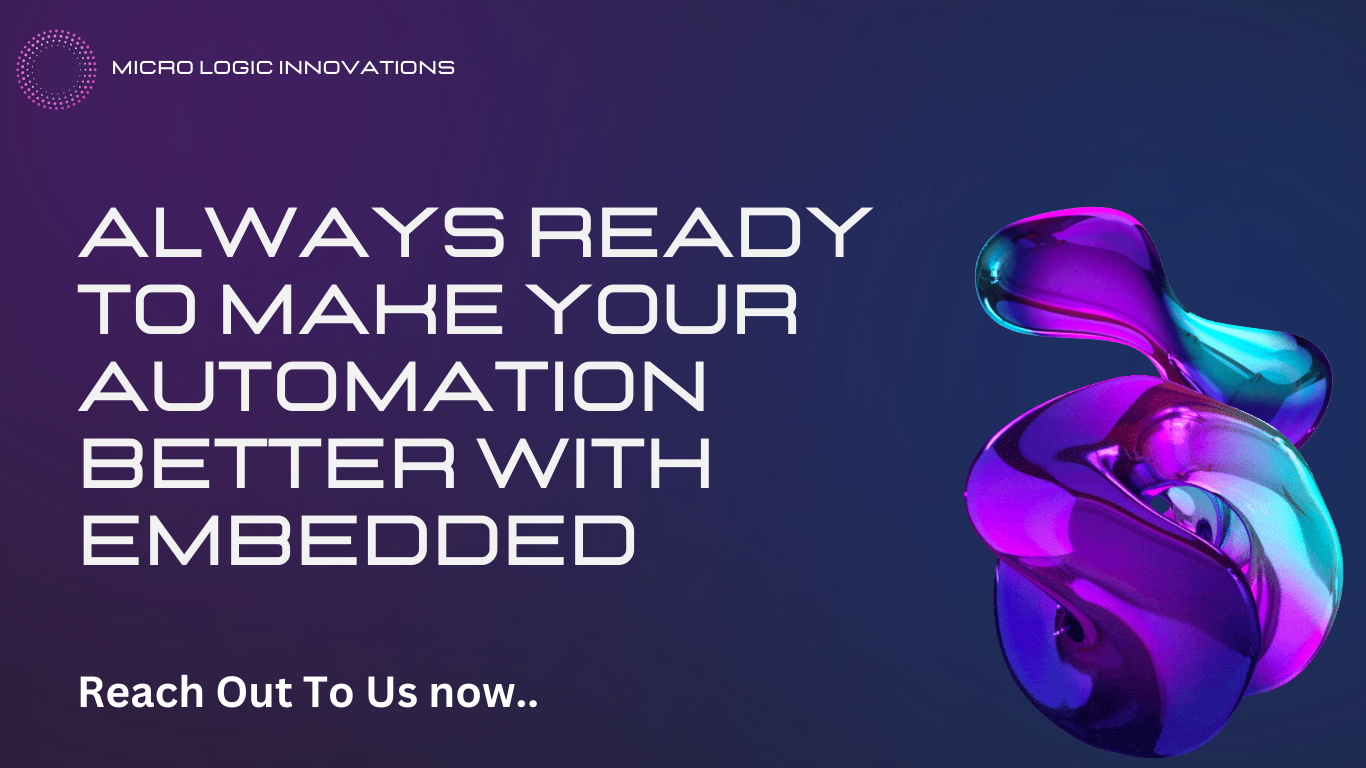 MICRO LOGIC INNOVATIONS
ALWAYS READY
TO MAKE YOUR
AUTOMATION
BETTER WITH
EMBEDDED
Reach Out To Us now..